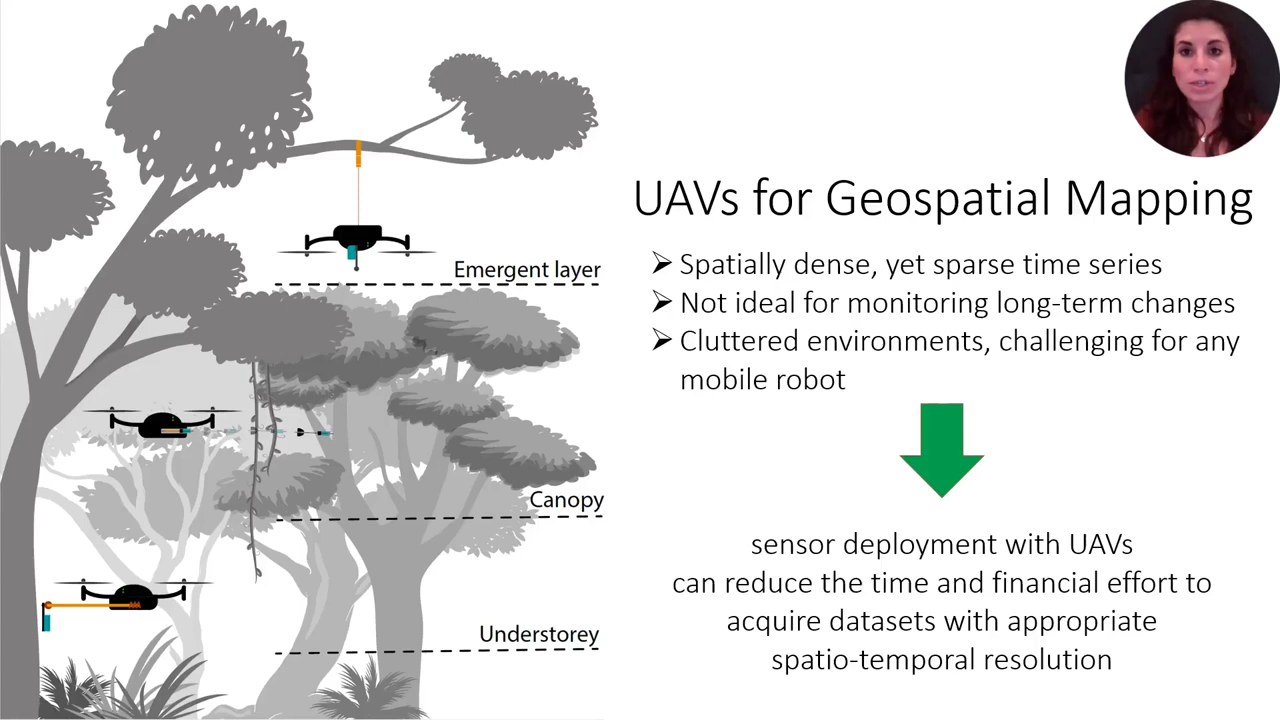 UAVs for Geospatial Mapping
Spatially dense, yet sparse time series
Not ideal for monitoring long-term changes
Cluttered environments, challenging for any
mobile robot
sensor deployment with UAVs
can reduce the time and financial effort to
acquire datasets with appropriate
spatio-temporal resolution
Emergent layer
Canopy
Understorey